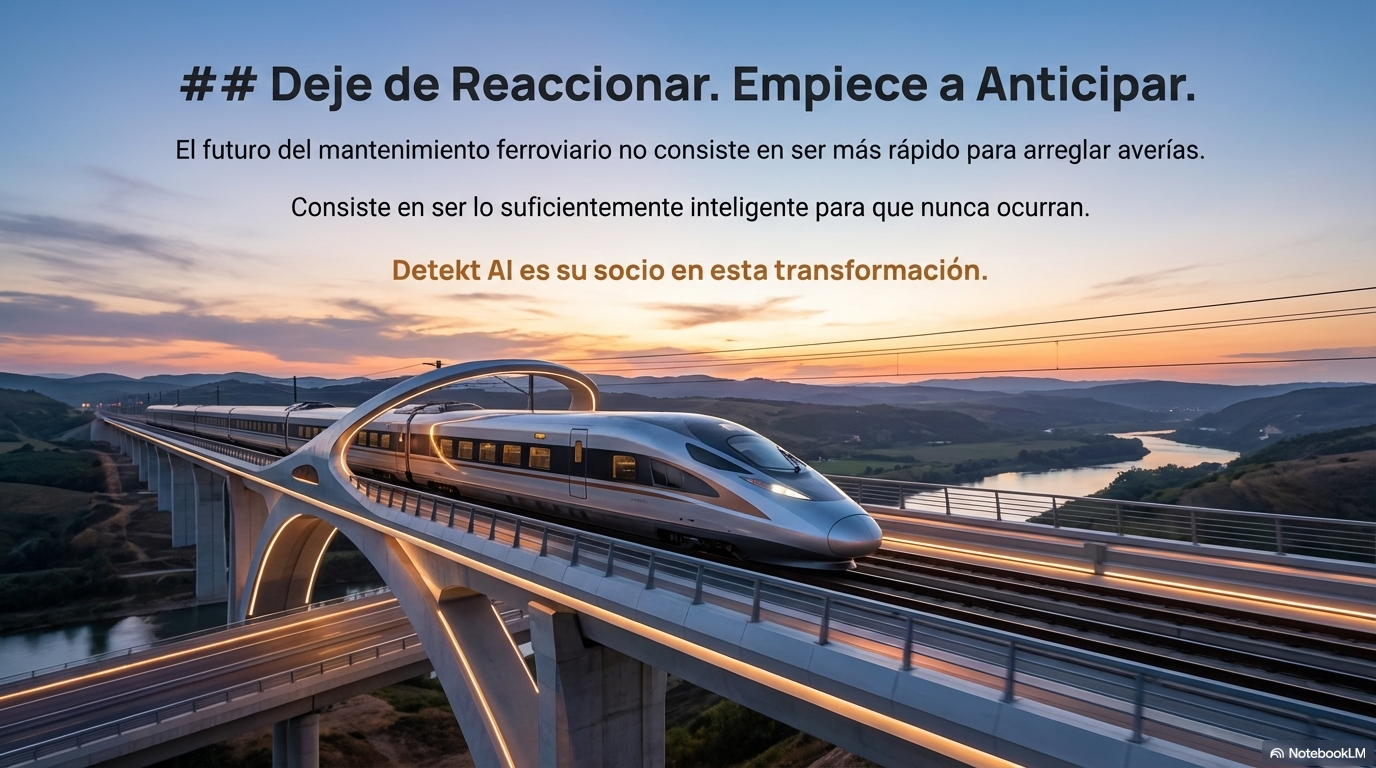 ## Deje de Reaccionar. Empiece a Anticipar.
El futuro del mantenimiento ferroviario no consiste en ser más rápido para arreglar averías.
Consiste en ser lo suficientemente inteligente para que nunca ocurran.
Detekt AI es su socio en esta transformación.
NotebookLM